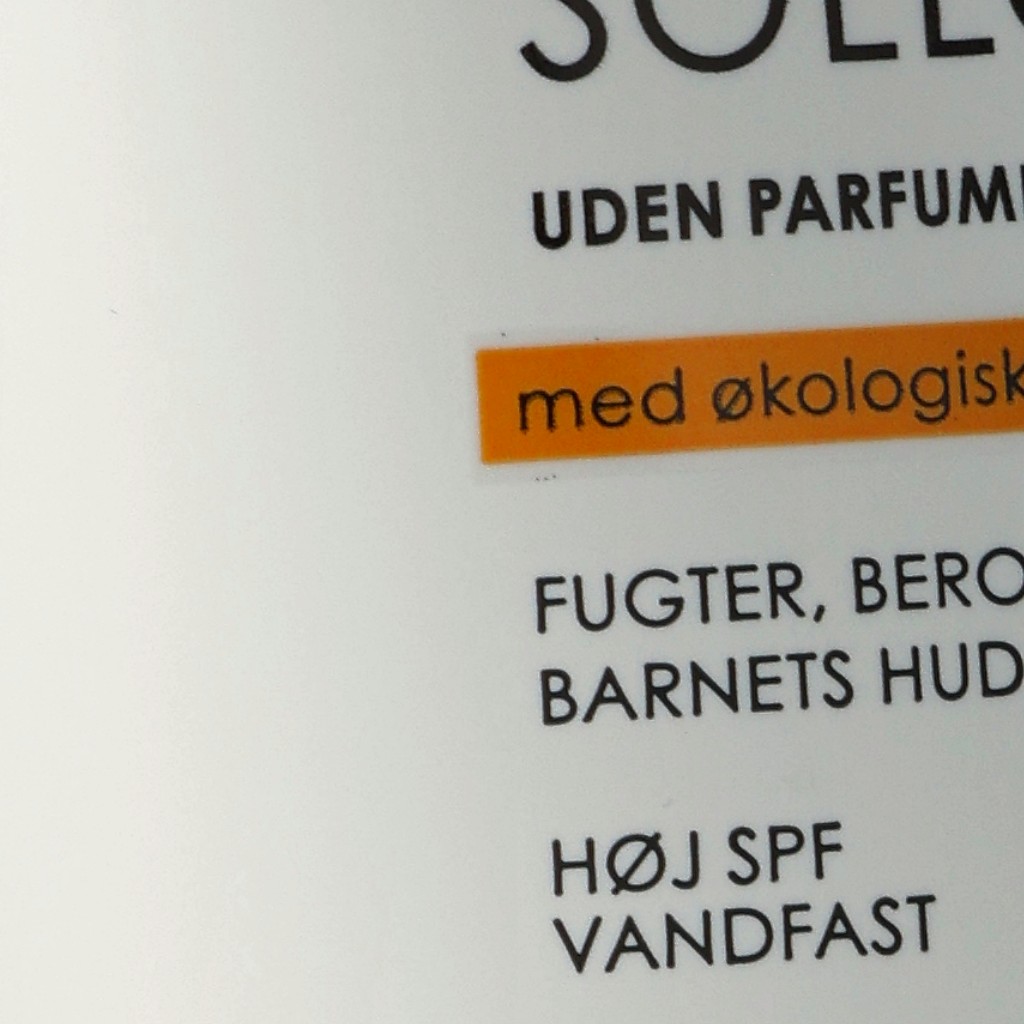 UDEN PARFUM
med økologisk
FUGTER, BERO
BARNETS HUD
HØJ SPF
VANDFAST